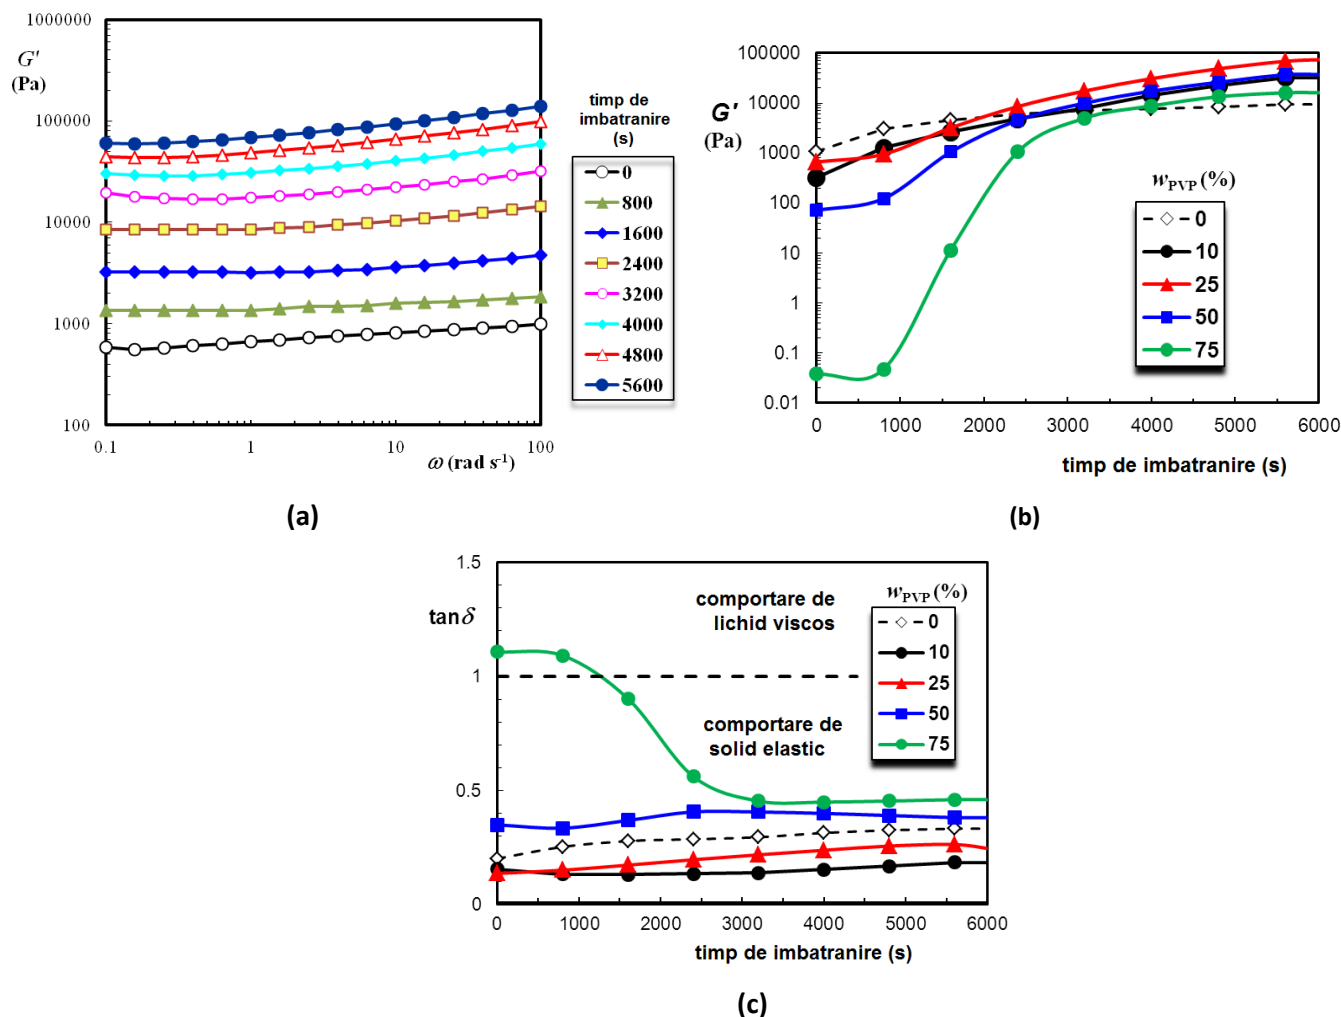 1000000
G'
(Pa)
100000
10000
1000
100
0.1
1
10
100
ω (rad s⁻¹)
timp de
imbatranire
(s)
0
800
1600
2400
3200
4000
4800
5600
(a)
100000
10000
1000
100
10
1
0.1
0.01
G'
(Pa)
wPVP (%)
0
10
25
50
75
0
1000
2000
3000
4000
5000
6000
timp de imbatranire (s)
(b)
1.5
tan δ
1
0.5
0
comportare de
lichid viscos
comportare de
solid elastic
wPVP (%)
0
10
25
50
75
0
1000
2000
3000
4000
5000
6000
timp de imbatranire (s)
(c)